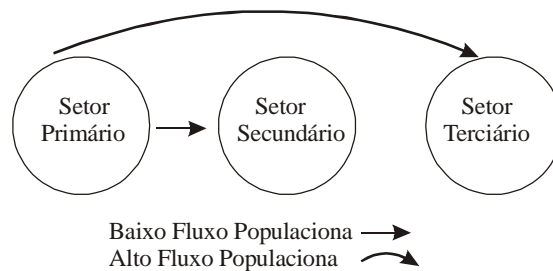 Setor
Primário
Setor
Secundário
Setor
Terciário
Baixo Fluxo Populaciona
Alto Fluxo Populaciona